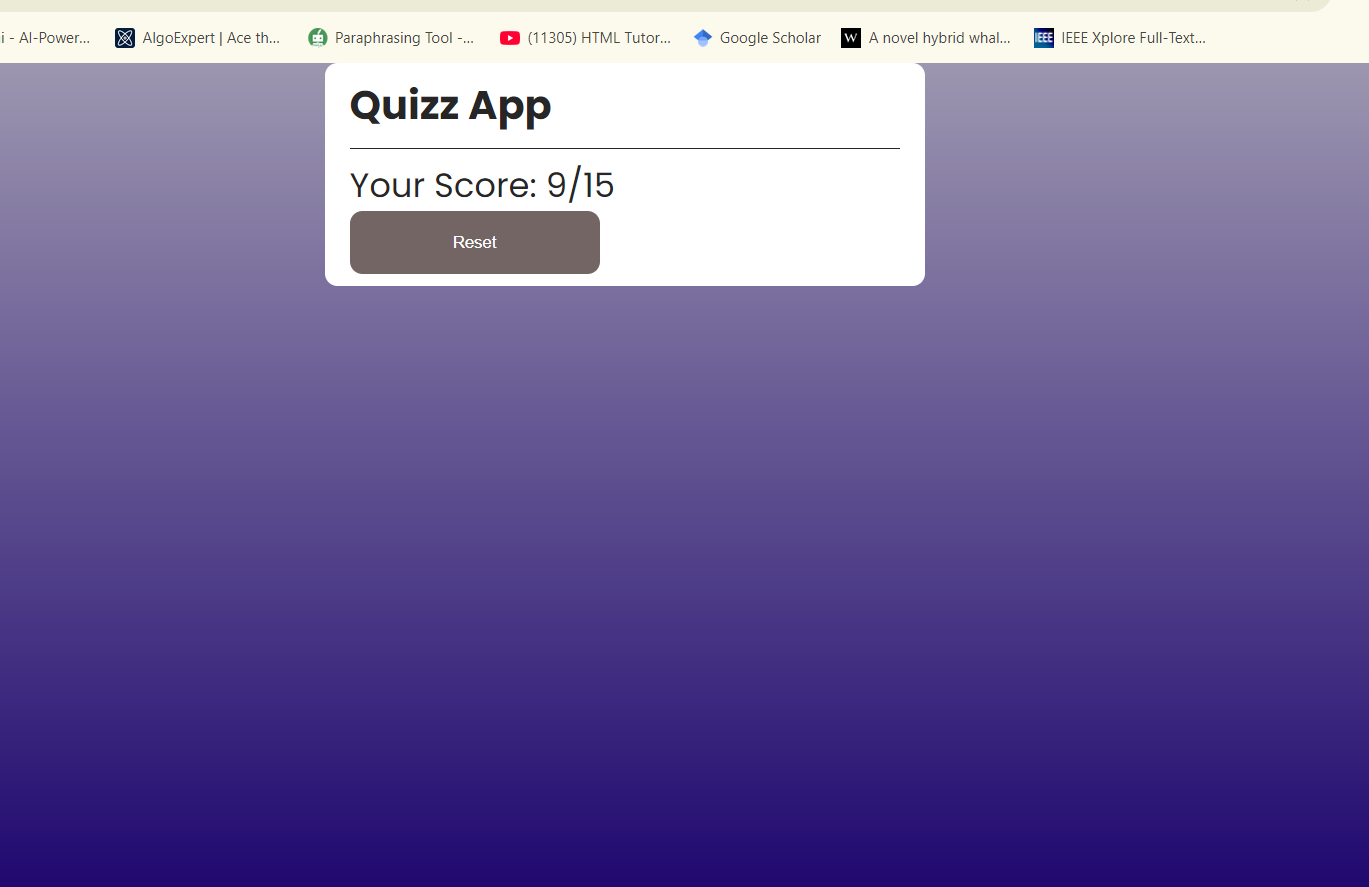 i - AI-Power... AlgoExpert | Ace th... Paraphrasing Tool -... (11305) HTML Tutor... Google Scholar W A novel hybrid whal... IEEE IEEE Xplore Full-Text...
Quizz App
Your Score: 9/15
Reset